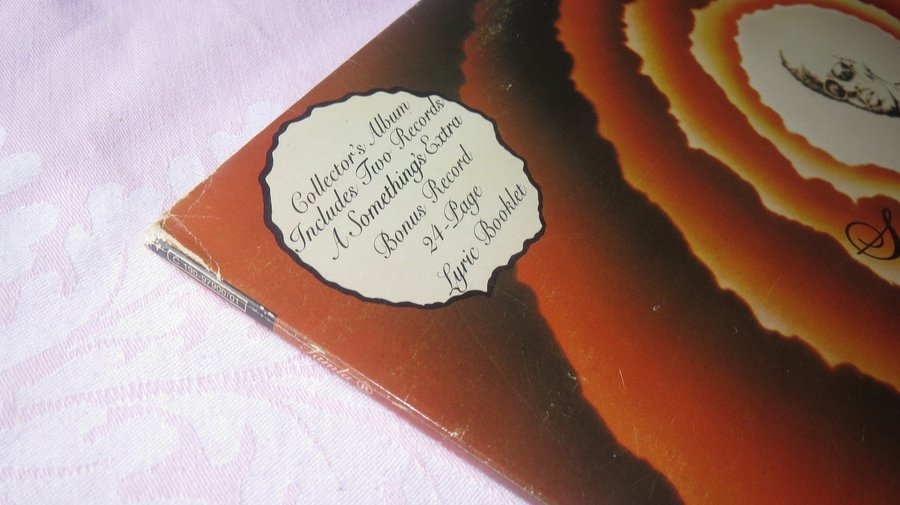 Collector's Album
Includes Two Records
A Something's Extra
Bonus Record
24-Page
Lyric Booklet
S